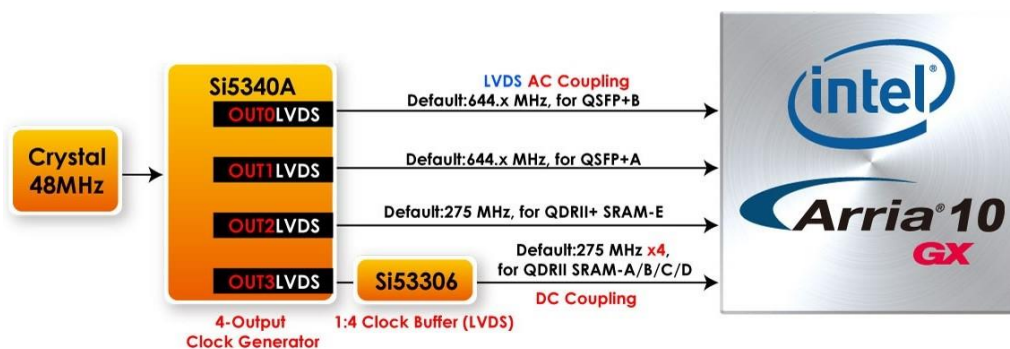 Crystal
48MHz
Si5340A
OUT0LVDS
OUT1LVDS
OUT2LVDS
OUT3LVDS
4-Output
Clock Generator
LVDS AC Coupling
Default:644.x MHz, for QSFP+B
Default:644.x MHz, for QSFP+A
Default:275 MHz, for QDRII+ SRAM-E
Si53306
1:4 Clock Buffer (LVDS)
Default:275 MHz x4,
for QDRII SRAM-A/B/C/D
DC Coupling
intel®
Arria®10
GX